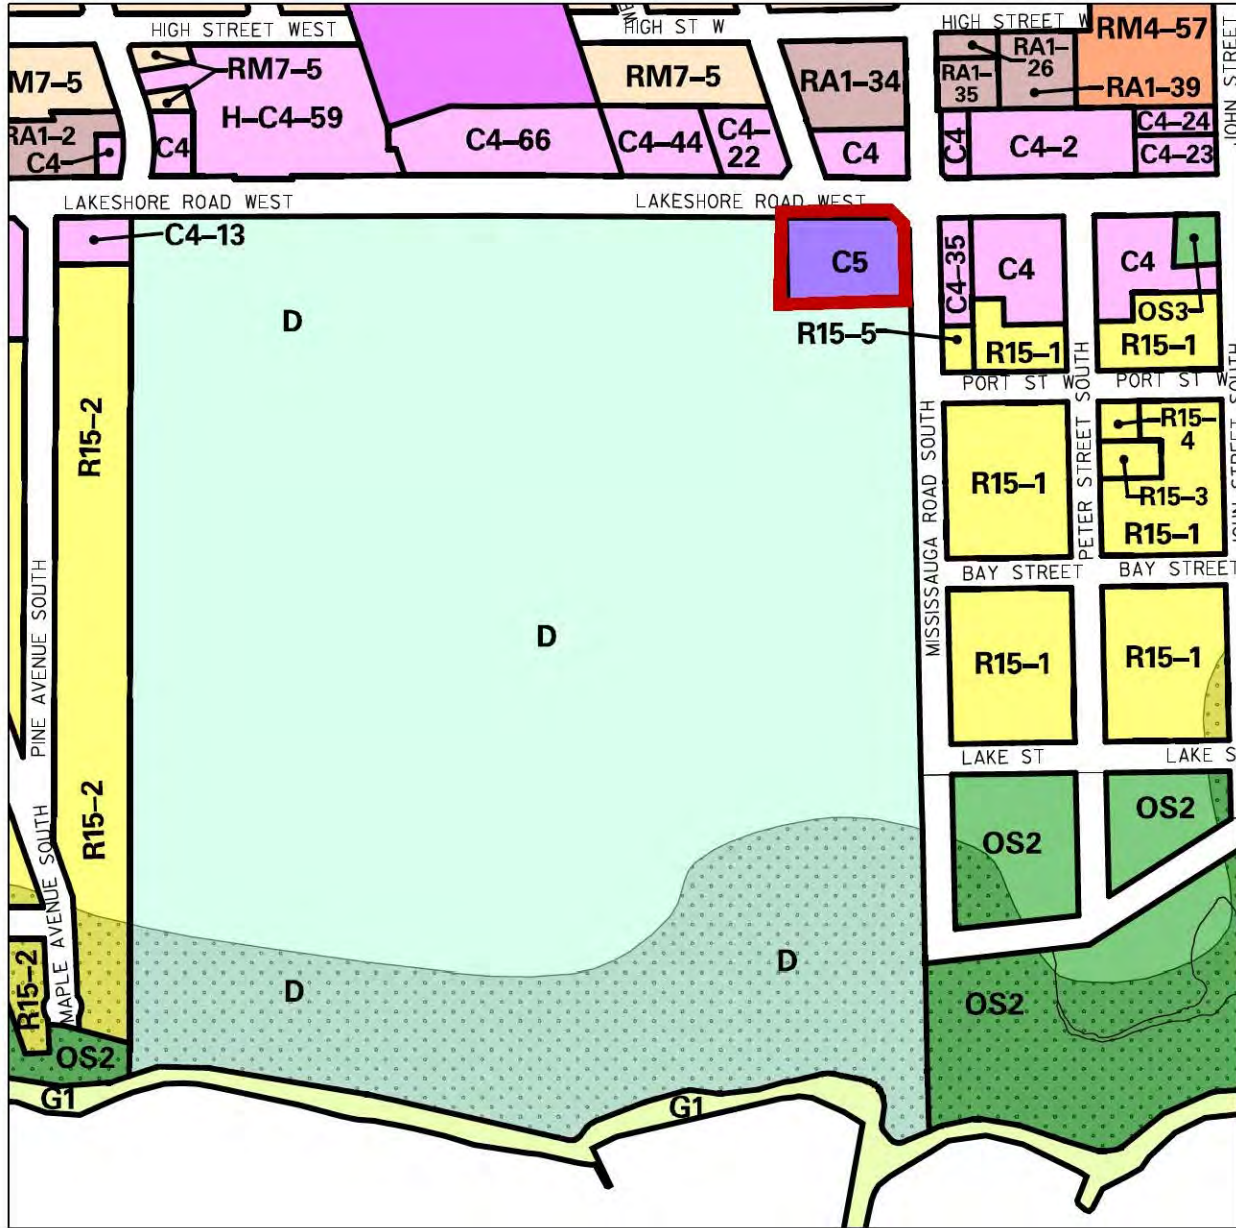 HIGH STREET WEST
HIGH ST W
HIGH STREET W
RM4–57
M7–5
RM7–5
RM7–5
RA1–34
RA1–
26
RA1–
35
RA1–39
JOHN STREET
H–C4–59
RA1–2
C4
C4
C4–66
C4–44
C4–
22
C4
C4
C4–2
C4–24
C4–23
LAKESHORE ROAD WEST
LAKESHORE ROAD WEST
C4–13
C5
C4–35
C4
C4
OS3
D
R15–5
R15–1
R15–1
PORT ST W
PORT ST W
R15–2
MISSISSAUGA ROAD SOUTH
PETER STREET SOUTH
JOHN STREET SOUTH
R15–
4
R15–1
R15–3
R15–1
PINE AVENUE SOUTH
BAY STREET
BAY STREET
D
R15–1
R15–1
LAKE ST
LAKE S
R15–2
OS2
OS2
MAPLE AVENUE SOUTH
R15–2
D
D
OS2
OS2
G1
G1